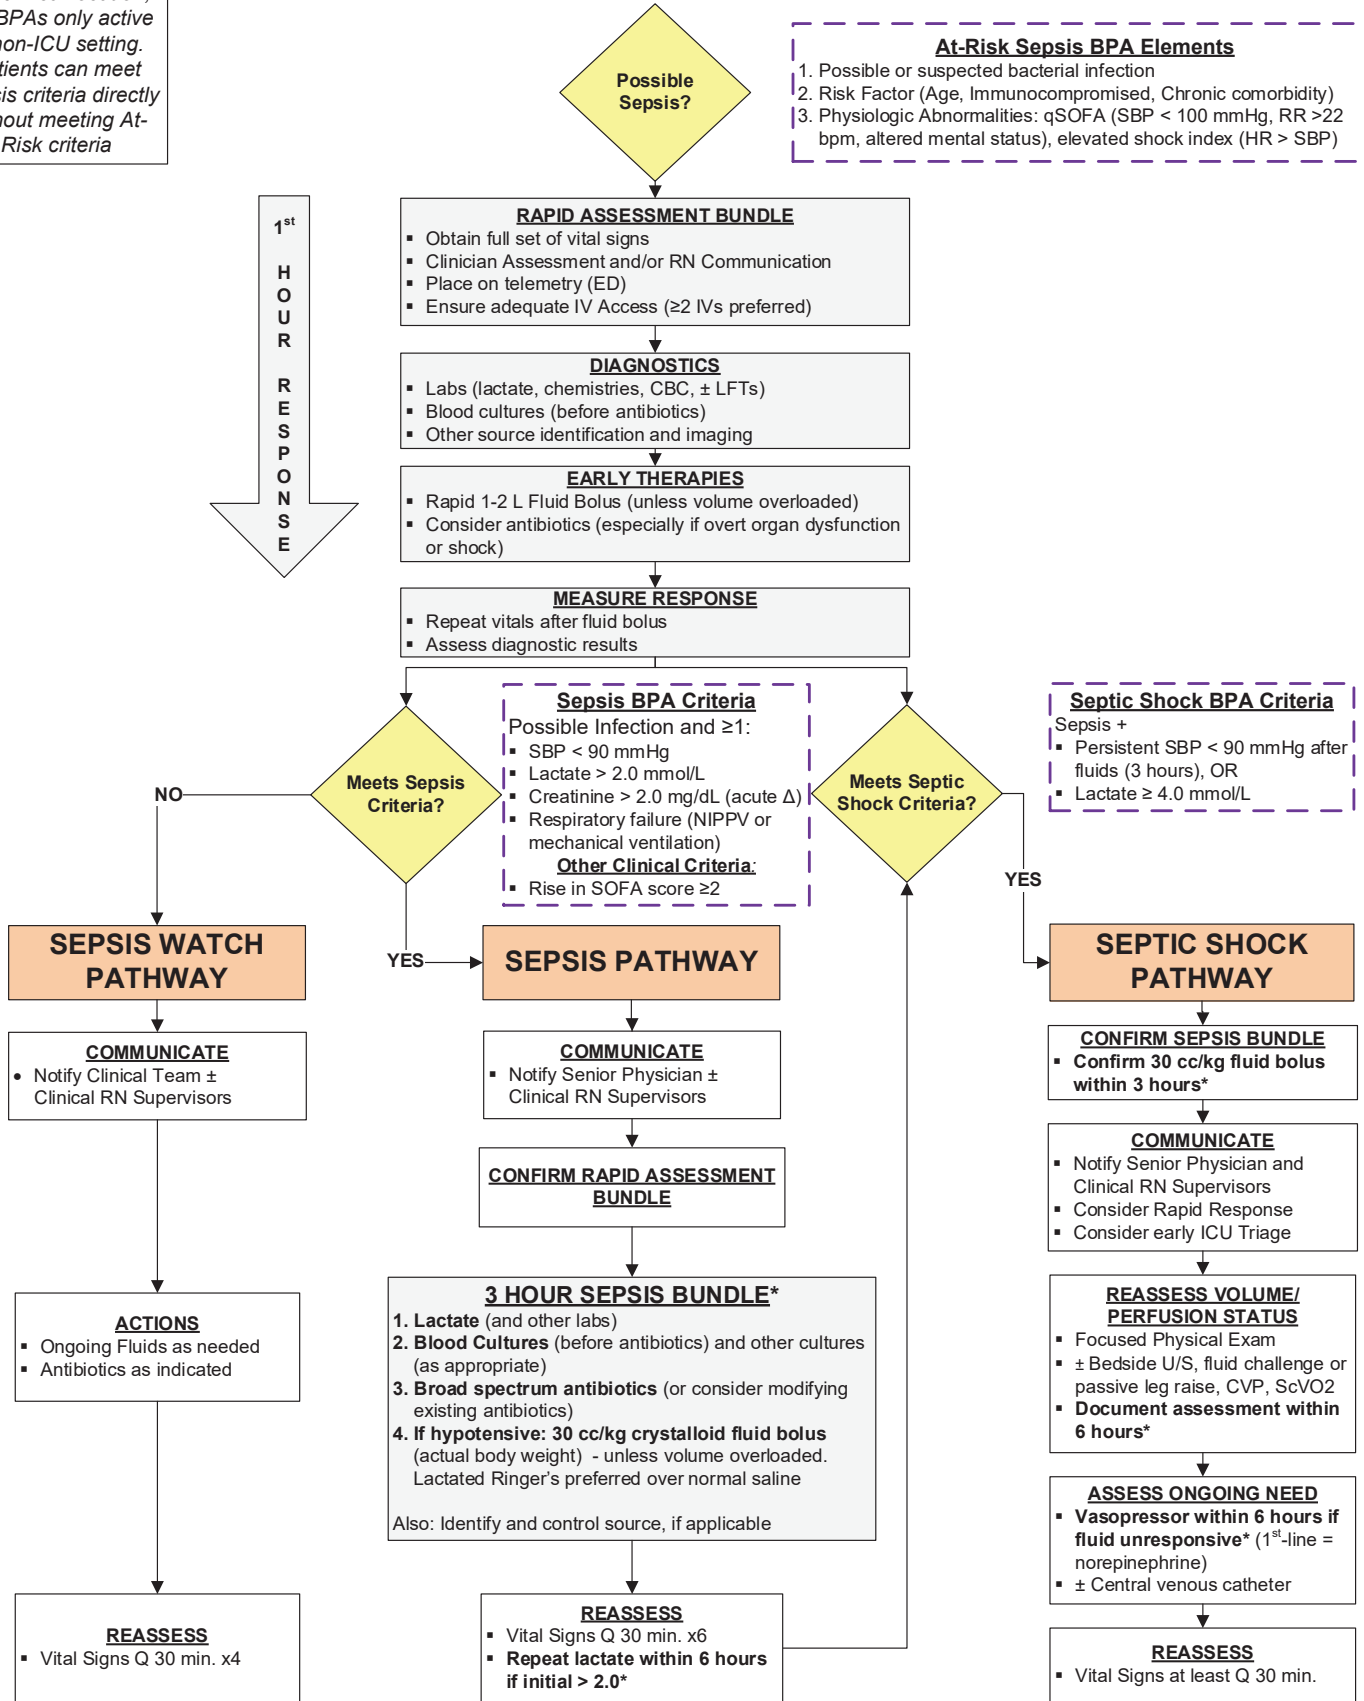 BPAs only active
non-ICU setting.
tients can meet
sis criteria directly
hout meeting At-
Risk criteria
Possible
Sepsis?
At-Risk Sepsis BPA Elements
1. Possible or suspected bacterial infection
2. Risk Factor (Age, Immunocompromised, Chronic comorbidity)
3. Physiologic Abnormalities: qSOFA (SBP < 100 mmHg, RR >22
bpm, altered mental status), elevated shock index (HR > SBP)
1st
HOUR
RESPONSE
RAPID ASSESSMENT BUNDLE
▪ Obtain full set of vital signs
▪ Clinician Assessment and/or RN Communication
▪ Place on telemetry (ED)
▪ Ensure adequate IV Access (≥2 IVs preferred)
DIAGNOSTICS
▪ Labs (lactate, chemistries, CBC, ± LFTs)
▪ Blood cultures (before antibiotics)
▪ Other source identification and imaging
EARLY THERAPIES
▪ Rapid 1-2 L Fluid Bolus (unless volume overloaded)
▪ Consider antibiotics (especially if overt organ dysfunction
or shock)
MEASURE RESPONSE
▪ Repeat vitals after fluid bolus
▪ Assess diagnostic results
Meets Sepsis
Criteria?
Sepsis BPA Criteria
Possible Infection and ≥1:
▪ SBP < 90 mmHg
▪ Lactate > 2.0 mmol/L
▪ Creatinine > 2.0 mg/dL (acute Δ)
▪ Respiratory failure (NIPPV or
mechanical ventilation)
Other Clinical Criteria:
▪ Rise in SOFA score ≥2
Meets Septic
Shock Criteria?
Septic Shock BPA Criteria
Sepsis +
▪ Persistent SBP < 90 mmHg after
fluids (3 hours), OR
▪ Lactate ≥ 4.0 mmol/L
NO
YES
YES
SEPSIS WATCH
PATHWAY
COMMUNICATE
• Notify Clinical Team ±
Clinical RN Supervisors
ACTIONS
▪ Ongoing Fluids as needed
▪ Antibiotics as indicated
REASSESS
▪ Vital Signs Q 30 min. x4
SEPSIS PATHWAY
COMMUNICATE
▪ Notify Senior Physician ±
Clinical RN Supervisors
CONFIRM RAPID ASSESSMENT
BUNDLE
3 HOUR SEPSIS BUNDLE*
1. Lactate (and other labs)
2. Blood Cultures (before antibiotics) and other cultures
(as appropriate)
3. Broad spectrum antibiotics (or consider modifying
existing antibiotics)
4. If hypotensive: 30 cc/kg crystalloid fluid bolus
(actual body weight) - unless volume overloaded.
Lactated Ringer's preferred over normal saline
Also: Identify and control source, if applicable
REASSESS
▪ Vital Signs Q 30 min. x6
▪ Repeat lactate within 6 hours
if initial > 2.0*
SEPTIC SHOCK
PATHWAY
CONFIRM SEPSIS BUNDLE
▪ Confirm 30 cc/kg fluid bolus
within 3 hours*
COMMUNICATE
▪ Notify Senior Physician and
Clinical RN Supervisors
▪ Consider Rapid Response
▪ Consider early ICU Triage
REASSESS VOLUME/
PERFUSION STATUS
▪ Focused Physical Exam
▪ ± Bedside U/S, fluid challenge or
passive leg raise, CVP, ScVO2
▪ Document assessment within
6 hours*
ASSESS ONGOING NEED
▪ Vasopressor within 6 hours if
fluid unresponsive* (1st-line =
norepinephrine)
▪ ± Central venous catheter
REASSESS
▪ Vital Signs at least Q 30 min.